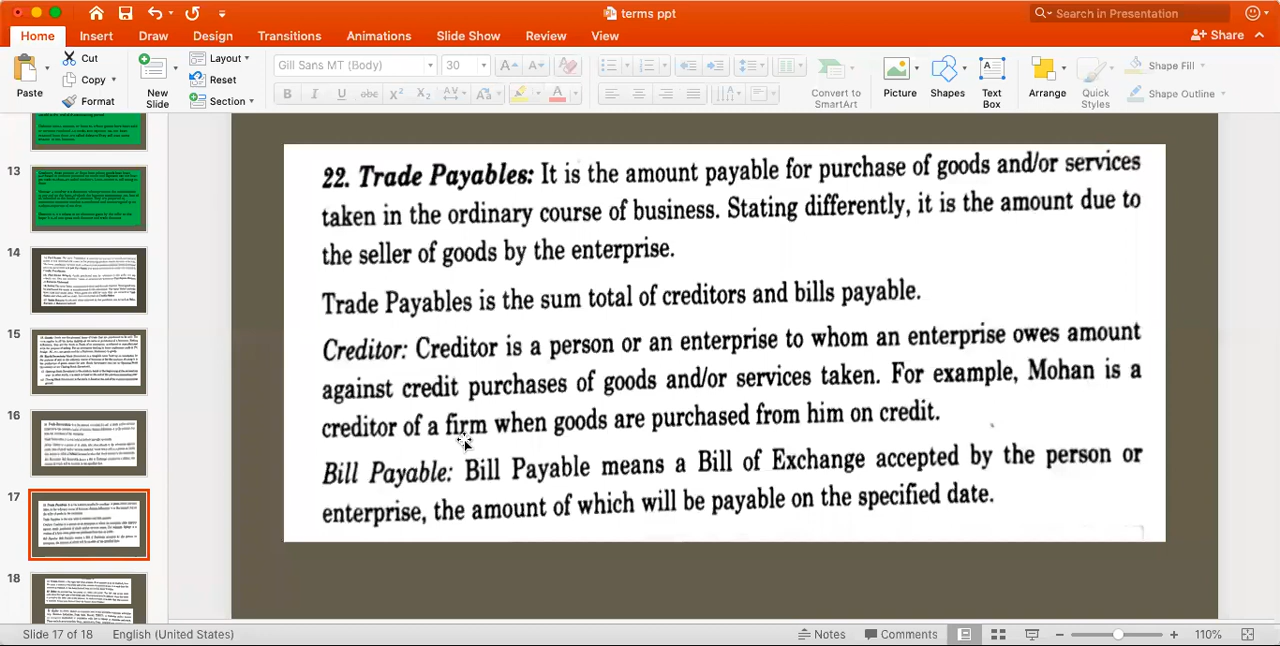 terms ppt
Search in Presentation
Home Insert Draw Design Transitions Animations Slide Show Review View
Share
Paste
Cut
Copy
Format
New
Slide
Layout
Reset
Section
Gill Sans MT (Body) 30
Convert to
SmartArt
Picture
Shapes
Text
Box
Arrange
Quick
Styles
Shape Fill
Shape Outline
13
14
15
16
17
18
22. Trade Payables: It is the amount payable for purchase of goods and/or services
taken in the ordinary course of business. Stating differently, it is the amount due to
the seller of goods by the enterprise.
Trade Payables is the sum total of creditors and bills payable.
Creditor: Creditor is a person or an enterprise to whom an enterprise owes amount
against credit purchases of goods and/or services taken. For example, Mohan is a
creditor of a firm when goods are purchased from him on credit.
Bill Payable: Bill Payable means a Bill of Exchange accepted by the person or
enterprise, the amount of which will be payable on the specified date.
Slide 17 of 18 English (United States)
Notes Comments 110%